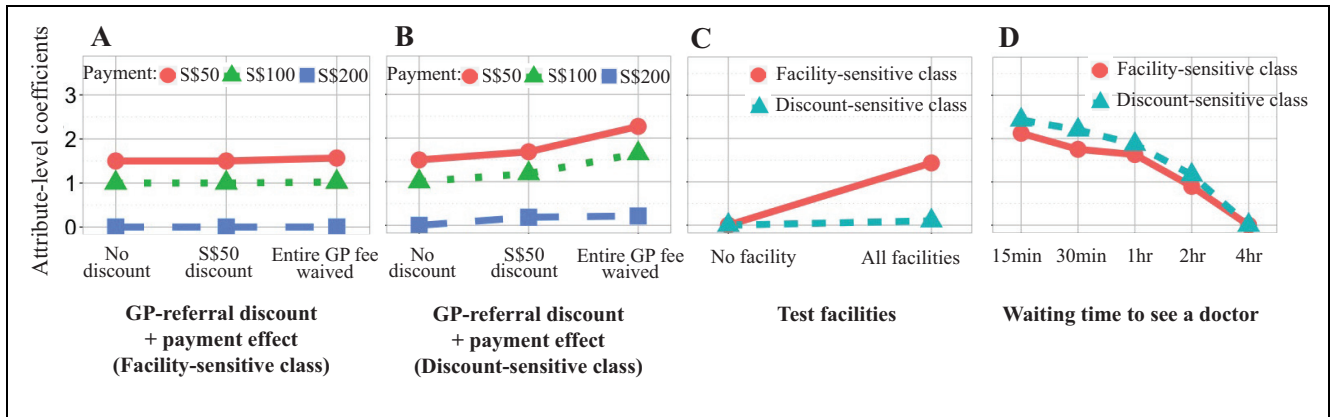 A
B
C
D
Attribute-level coefficients
3
2
1
0
Payment: S$50 S$100 S$200
No discount
S$50 discount
Entire GP fee waived
GP-referral discount
+ payment effect
(Facility-sensitive class)
Payment: S$50 S$100 S$200
No discount
S$50 discount
Entire GP fee waived
GP-referral discount
+ payment effect
(Discount-sensitive class)
Facility-sensitive class
Discount-sensitive class
No facility
All facilities
Test facilities
Facility-sensitive class
Discount-sensitive class
15min 30min 1hr 2hr 4hr
Waiting time to see a doctor